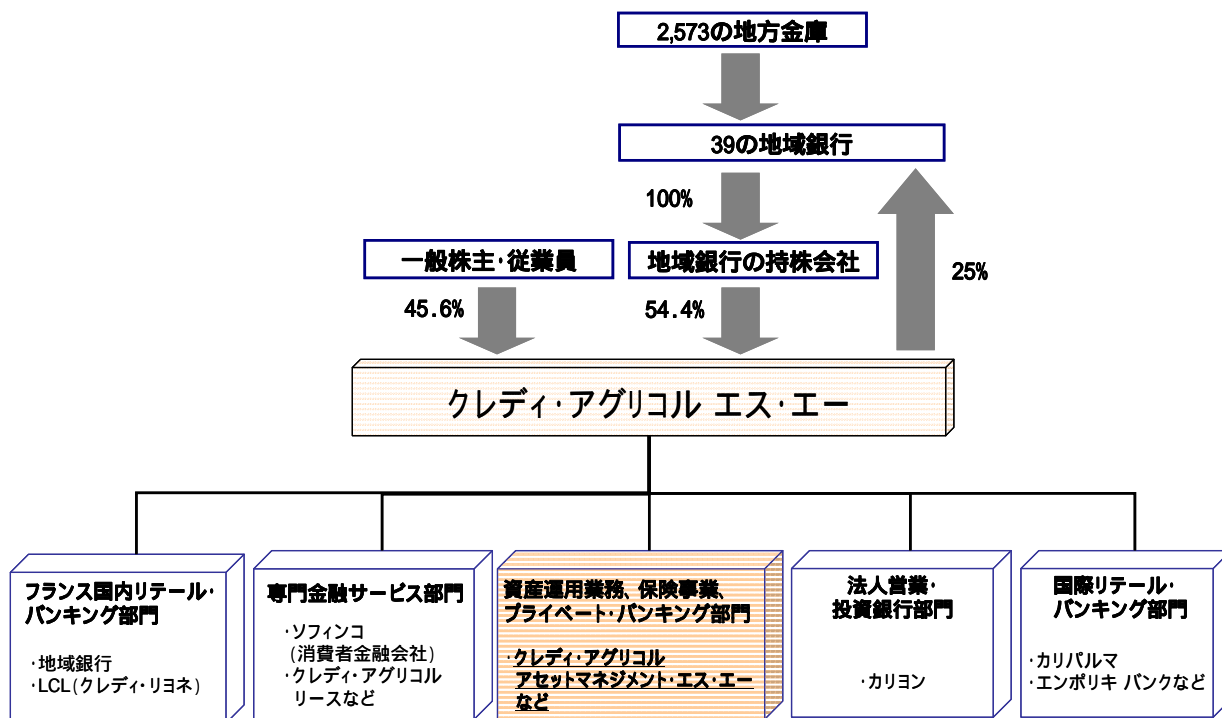 2,573の地方金庫
39の地域銀行
100%
一般株主･従業員
地域銀行の持株会社
25%
45.6%
54.4%
クレディ･アグリコル エス･エー
フランス国内リテール･
バンキング部門
･地域銀行
･LCL(クレディ･リヨネ)
専門金融サービス部門
･ソフィンコ
(消費者金融会社)
･クレディ･アグリコル
リースなど
資産運用業務、保険事業、
プライベート･バンキング部門
･クレディ･アグリコル
アセットマネジメント･エス･エー
など
法人営業･
投資銀行部門
･カリヨン
国際リテール･
バンキング部門
･カリパルマ
･エンポリキ バンクなど